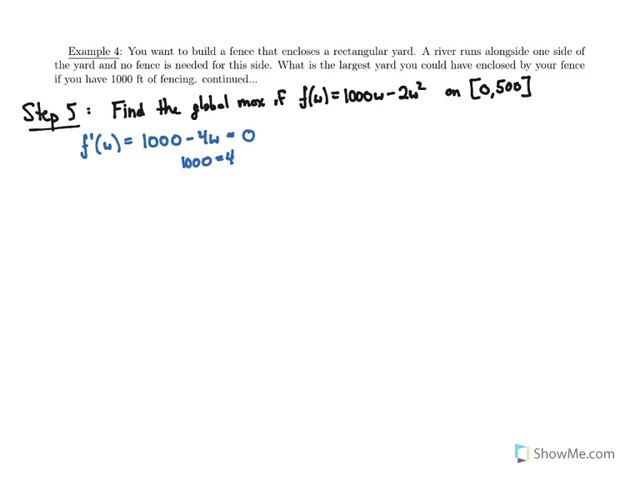 Example 4: You want to build a fence that encloses a rectangular yard. A river runs alongside one side of
the yard and no fence is needed for this side. What is the largest yard you could have enclosed by your fence
if you have 1000 ft of fencing. continued...
Step 5: Find the global max if f(w) = 1000w - 2w² on [0,500]
f'(w) = 1000 - 4w = 0
1000 = 4
ShowMe.com